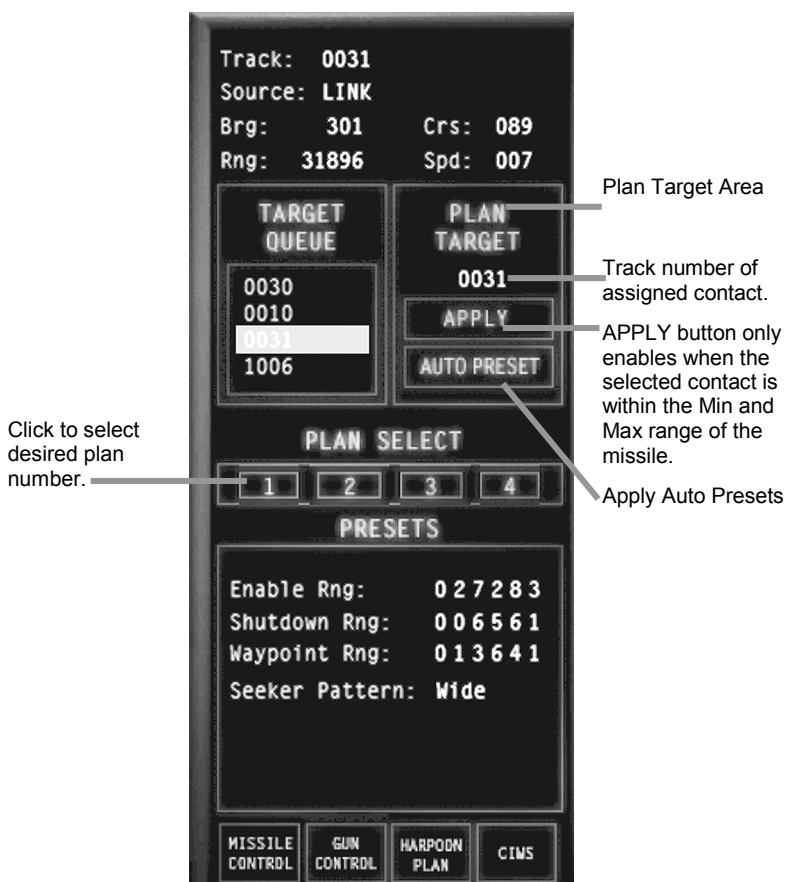 Track: 0031
Source: LINK
Brg: 301 Crs: 089
Rng: 31896 Spd: 007
TARGET
QUEUE
0030
0010
0031
1006
PLAN
TARGET
0031
APPLY
AUTO PRESET
Plan Target Area
Track number of
assigned contact.
APPLY button only
enables when the
selected contact is
within the Min and
Max range of the
missile.
Apply Auto Presets
Click to select
desired plan
number.
PLAN SELECT
1 2 3 4
PRESETS
Enable Rng: 027283
Shutdown Rng: 006561
Waypoint Rng: 013641
Seeker Pattern: Wide
MISSILE
CONTROL
GUN
CONTROL
HARPOON
PLAN
CIWS